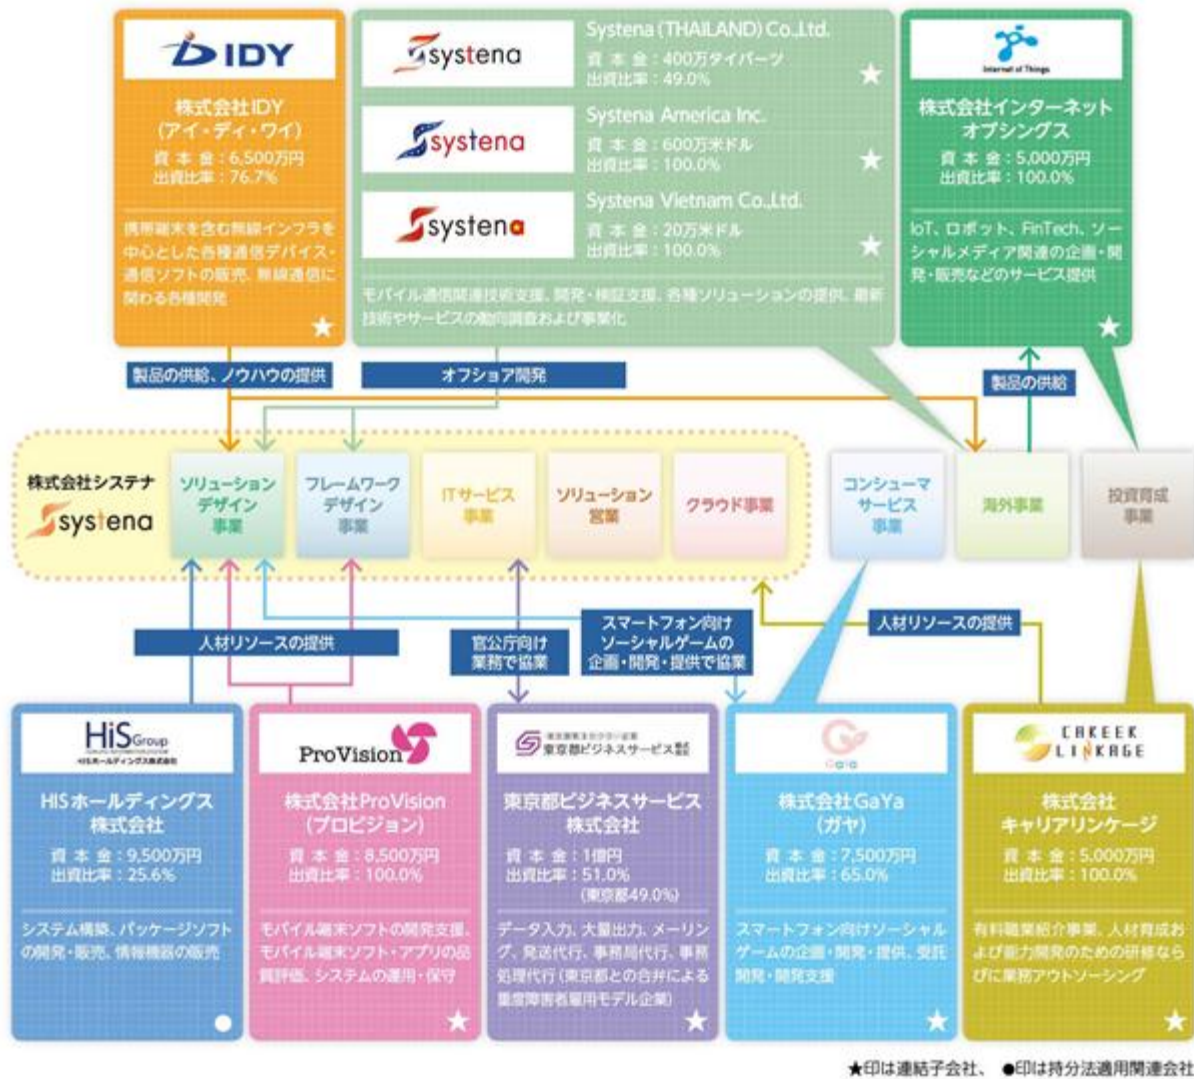 IDY
株式会社IDY
(アイ・ディ・ワイ)
資本金:6,500万円
出資比率:76.7%
携帯端末を含む無線インフラを
中心とした各種通信デバイス・
通信ソフトの販売、無線通信に
関わる各種開発
★
systena
Systena (THAILAND) Co.,Ltd.
資本金:400万タイバーツ
出資比率:49.0%
★
systena
Systena America Inc.
資本金:600万米ドル
出資比率:100.0%
★
systena
Systena Vietnam Co.,Ltd.
資本金:20万米ドル
出資比率:100.0%
★
モバイル通信関連技術支援、開発・検証支援、各種ソリューションの提供、最新
技術やサービスの動向調査および事業化
Internet of Things
株式会社インターネット
オブシングス
資本金:5,000万円
出資比率:100.0%
IoT、ロボット、FinTech、ソー
シャルメディア関連の企画・開
発・販売などのサービス提供
★
製品の供給、ノウハウの提供
オフショア開発
製品の供給
株式会社システナ
systena
ソリューション
デザイン
事業
フレームワーク
デザイン
事業
ITサービス
事業
ソリューション
営業
クラウド事業
コンシューマ
サービス
事業
海外事業
投資育成
事業
人材リソースの提供
官公庁向け
業務で協業
スマートフォン向け
ソーシャルゲームの
企画・開発・提供で協業
人材リソースの提供
HiS Group
HISホールディングス株式会社
HISホールディングス
株式会社
資本金:9,500万円
出資比率:25.6%
システム構築、パッケージソフト
の開発・販売、情報機器の販売
●
ProVision
株式会社ProVision
(プロビジョン)
資本金:8,500万円
出資比率:100.0%
モバイル端末ソフトの開発支援、
モバイル端末ソフト・アプリの品
質評価、システムの運用・保守
★
東京都ビジネスサービス株式会社
東京都ビジネスサービス
株式会社
資本金:1億円
出資比率:51.0%
(東京都49.0%)
データ入力、大量出力、メーリン
グ、発送代行、事務局代行、事務
処理代行(東京都との合弁による
重度障害者雇用モデル企業)
★
GaYa
株式会社GaYa
(ガヤ)
資本金:7,500万円
出資比率:65.0%
スマートフォン向けソーシャル
ゲームの企画・開発・提供、受託
開発・開発支援
★
CAREER
LINKAGE
株式会社
キャリアリンケージ
資本金:5,000万円
出資比率:100.0%
有料職業紹介事業、人材育成お
よび能力開発のための研修なら
びに業務アウトソーシング
★
★印は連結子会社、 ●印は持分法適用関連会社